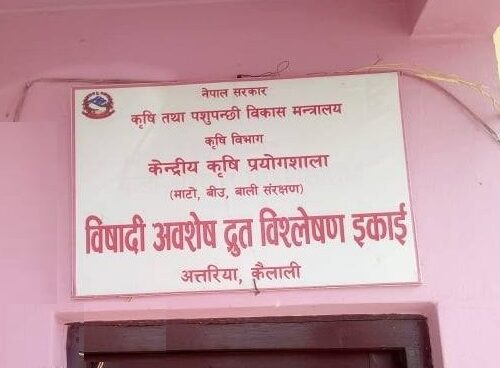 नेपाल सरकार
कृषि तथा पशुपन्छी विकास मन्त्रालय
कृषि विभाग
केन्द्रीय कृषि प्रयोगशाला
(माटो, बीउ, बाली संरक्षण)
विषादी अवशेष द्रुत विश्लेषण इकाई
अत्तरिया, कैलाली